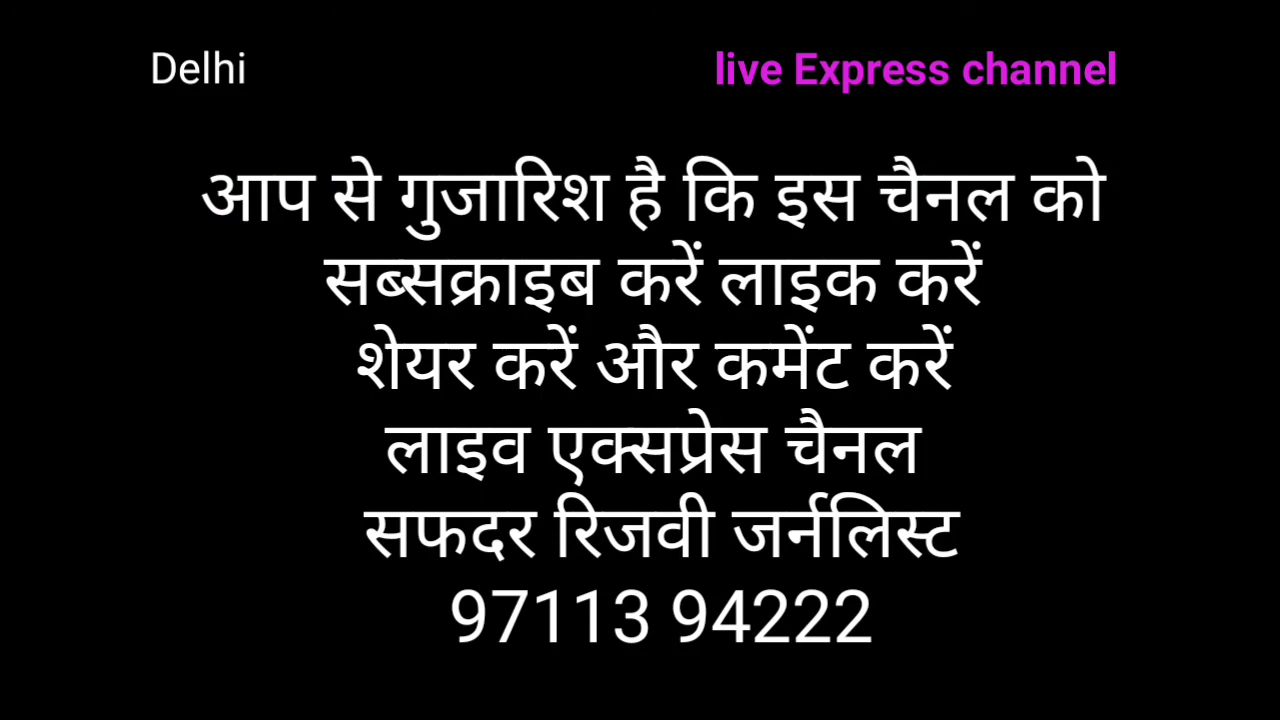 Delhi live Express channel
आप से गुजारिश है कि इस चैनल को
सब्सक्राइब करें लाइक करें
शेयर करें और कमेंट करें
लाइव एक्सप्रेस चैनल
सफदर रिजवी जर्नलिस्ट
97113 94222